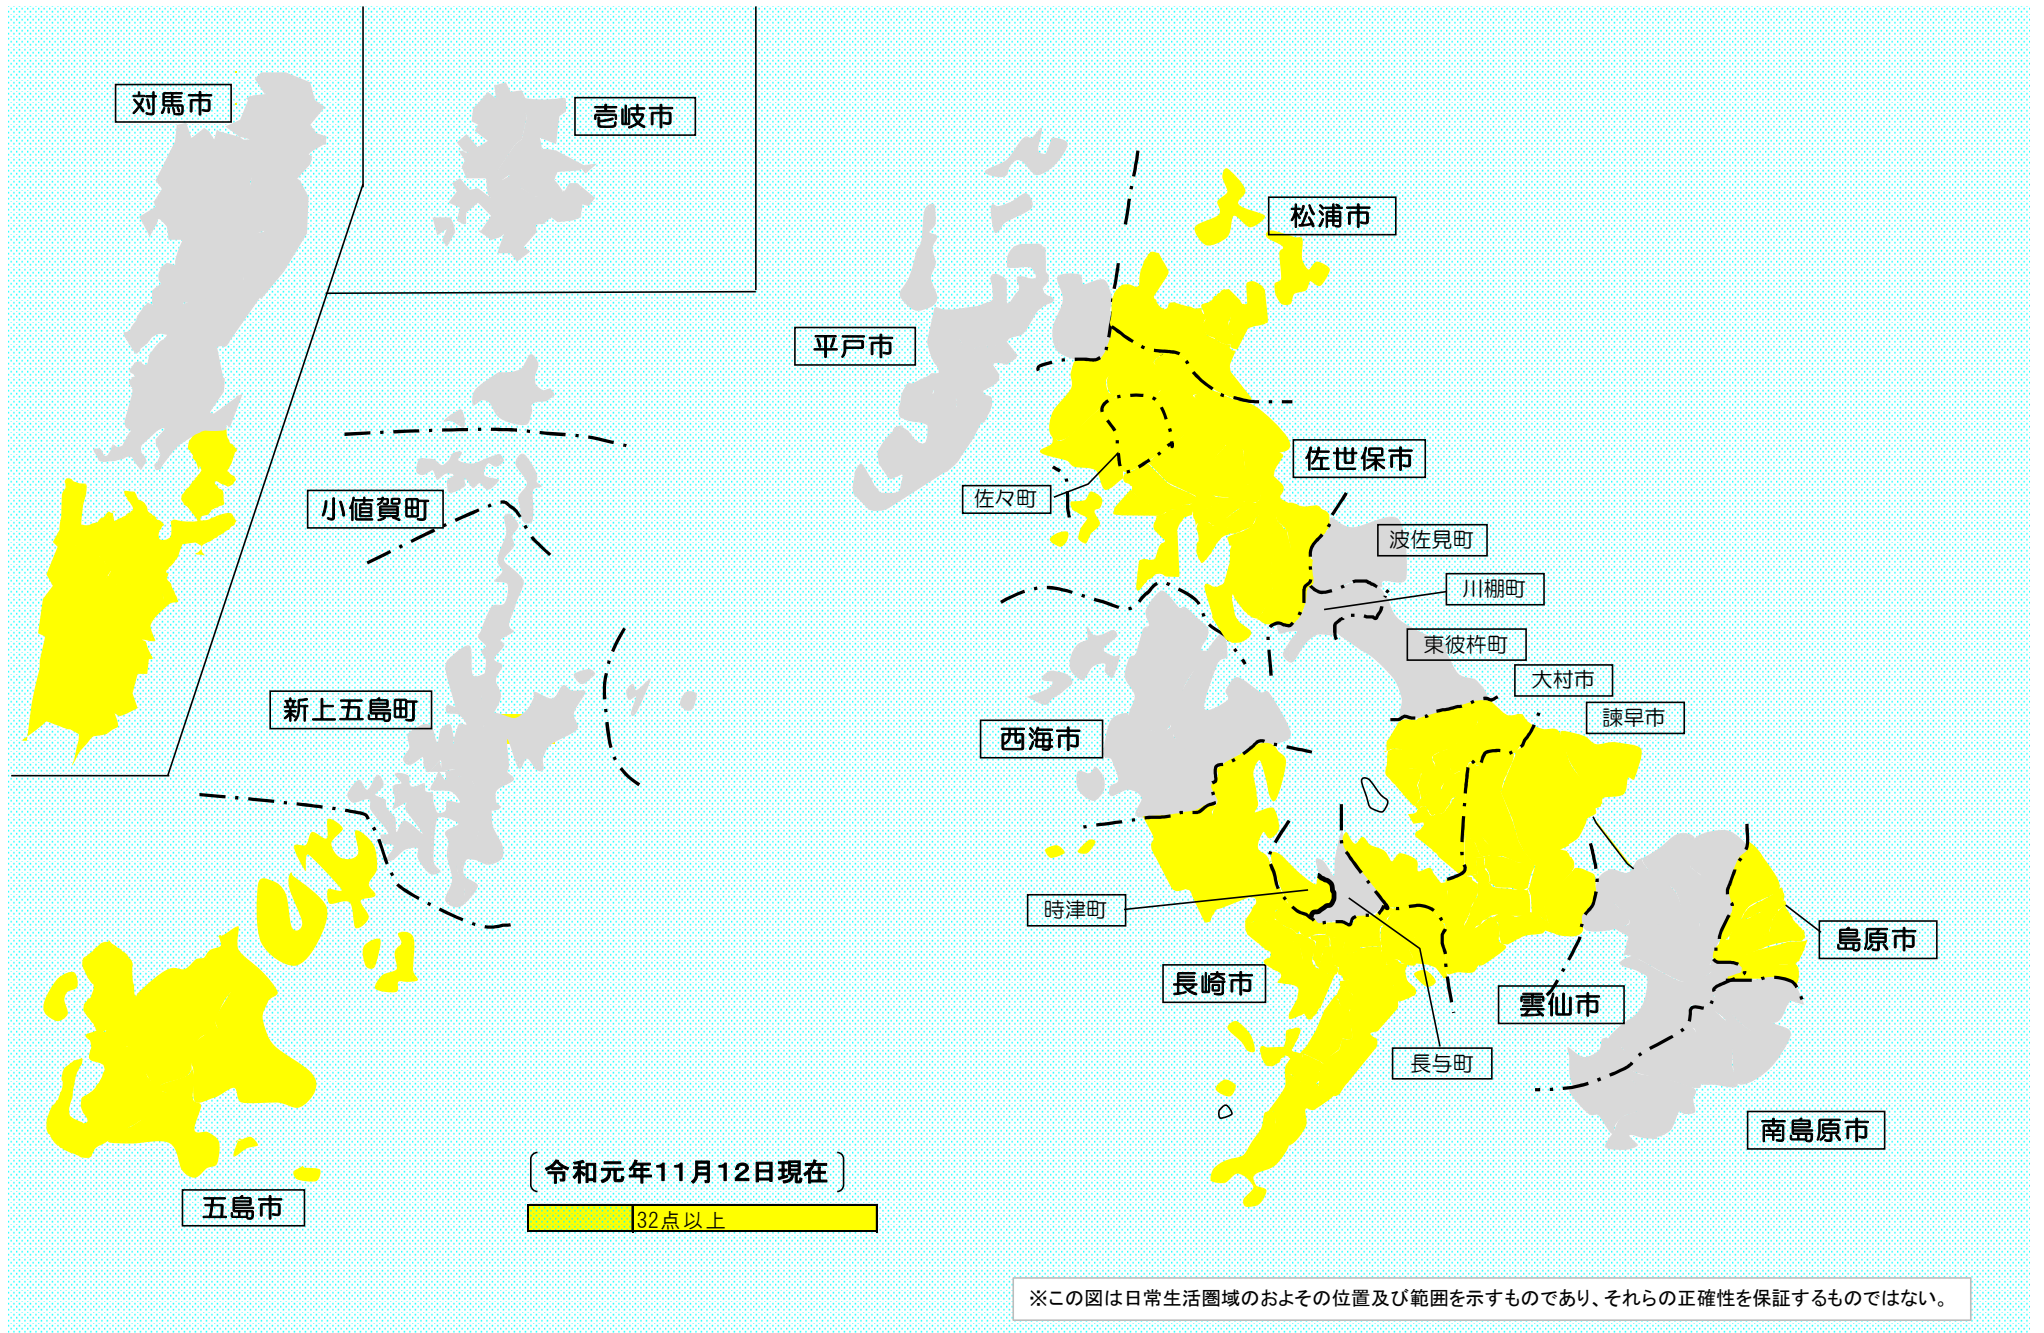 対馬市
壱岐市
松浦市
平戸市
佐世保市
佐々町
小値賀町
波佐見町
川棚町
東彼杵町
大村市
諫早市
新上五島町
西海市
時津町
島原市
長崎市
雲仙市
長与町
南島原市
令和元年11月12日現在
五島市
32点以上
※この図は日常生活圏域のおよその位置及び範囲を示すものであり、それらの正確性を保証するものではない。